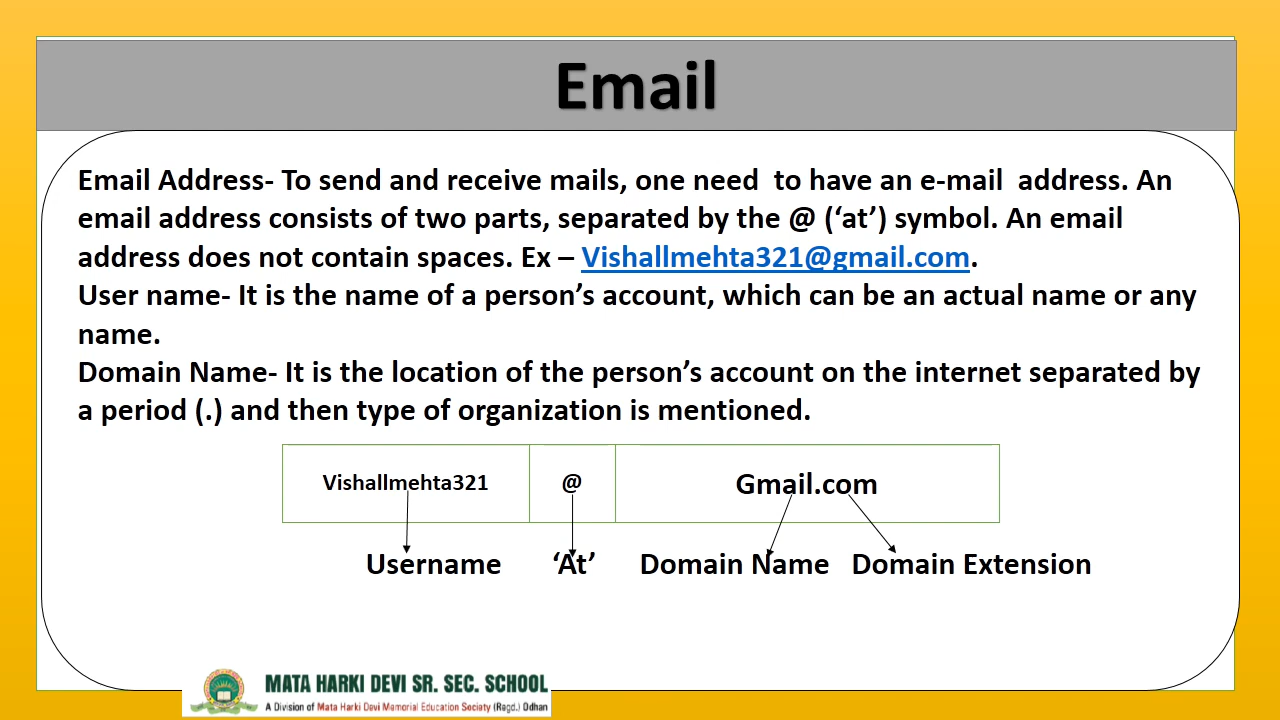 Email
Email Address- To send and receive mails, one need  to have an e-mail  address. An
email address consists of two parts, separated by the @ (‘at’) symbol. An email
address does not contain spaces. Ex – Vishallmehta321@gmail.com.
User name- It is the name of a person’s account, which can be an actual name or any
name.
Domain Name- It is the location of the person’s account on the internet separated by
a period (.) and then type of organization is mentioned.
Vishallmehta321 @ Gmail.com
Username ‘At’ Domain Name Domain Extension
MATA HARKI DEVI SR. SEC. SCHOOL
A Division of Mata Harki Devi Memorial Education Society (Regd.) Odhan